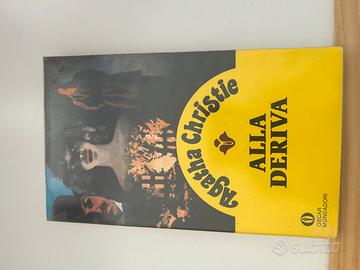 Agatha Christie
ALLA
DERIVA
OSCAR
MONDADORI
subito